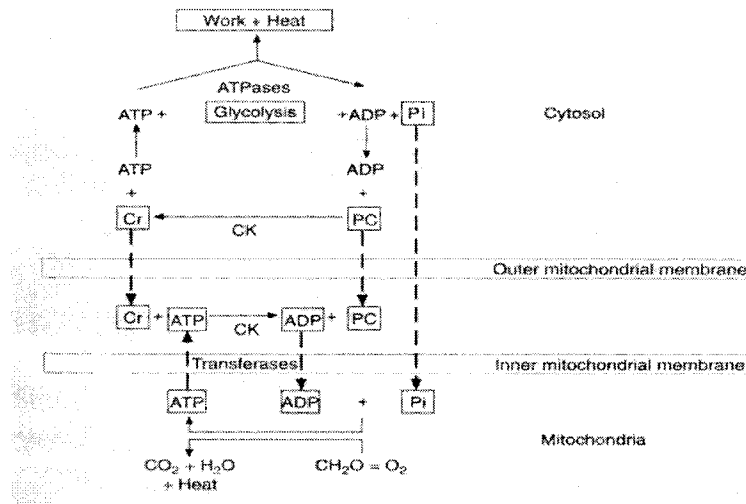 Work + Heat
ATPases
ATP + Glycolysis +ADP + Pi Cytosol
ATP ADP
+ +
Cr CK PC
Outer mitochondrial membrane
Cr + ATP CK ADP + PC
Transferases Inner mitochondrial membrane
ATP ADP + Pi
Mitochondria
CO₂ + H₂O CH₂O = O₂
+ Heat